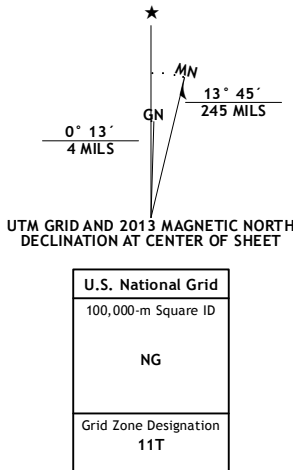 ★
MN
13° 45´
245 MILS
GN
0° 13´
4 MILS
UTM GRID AND 2013 MAGNETIC NORTH
DECLINATION AT CENTER OF SHEET
U.S. National Grid
100,000-m Square ID
NG
Grid Zone Designation
11T